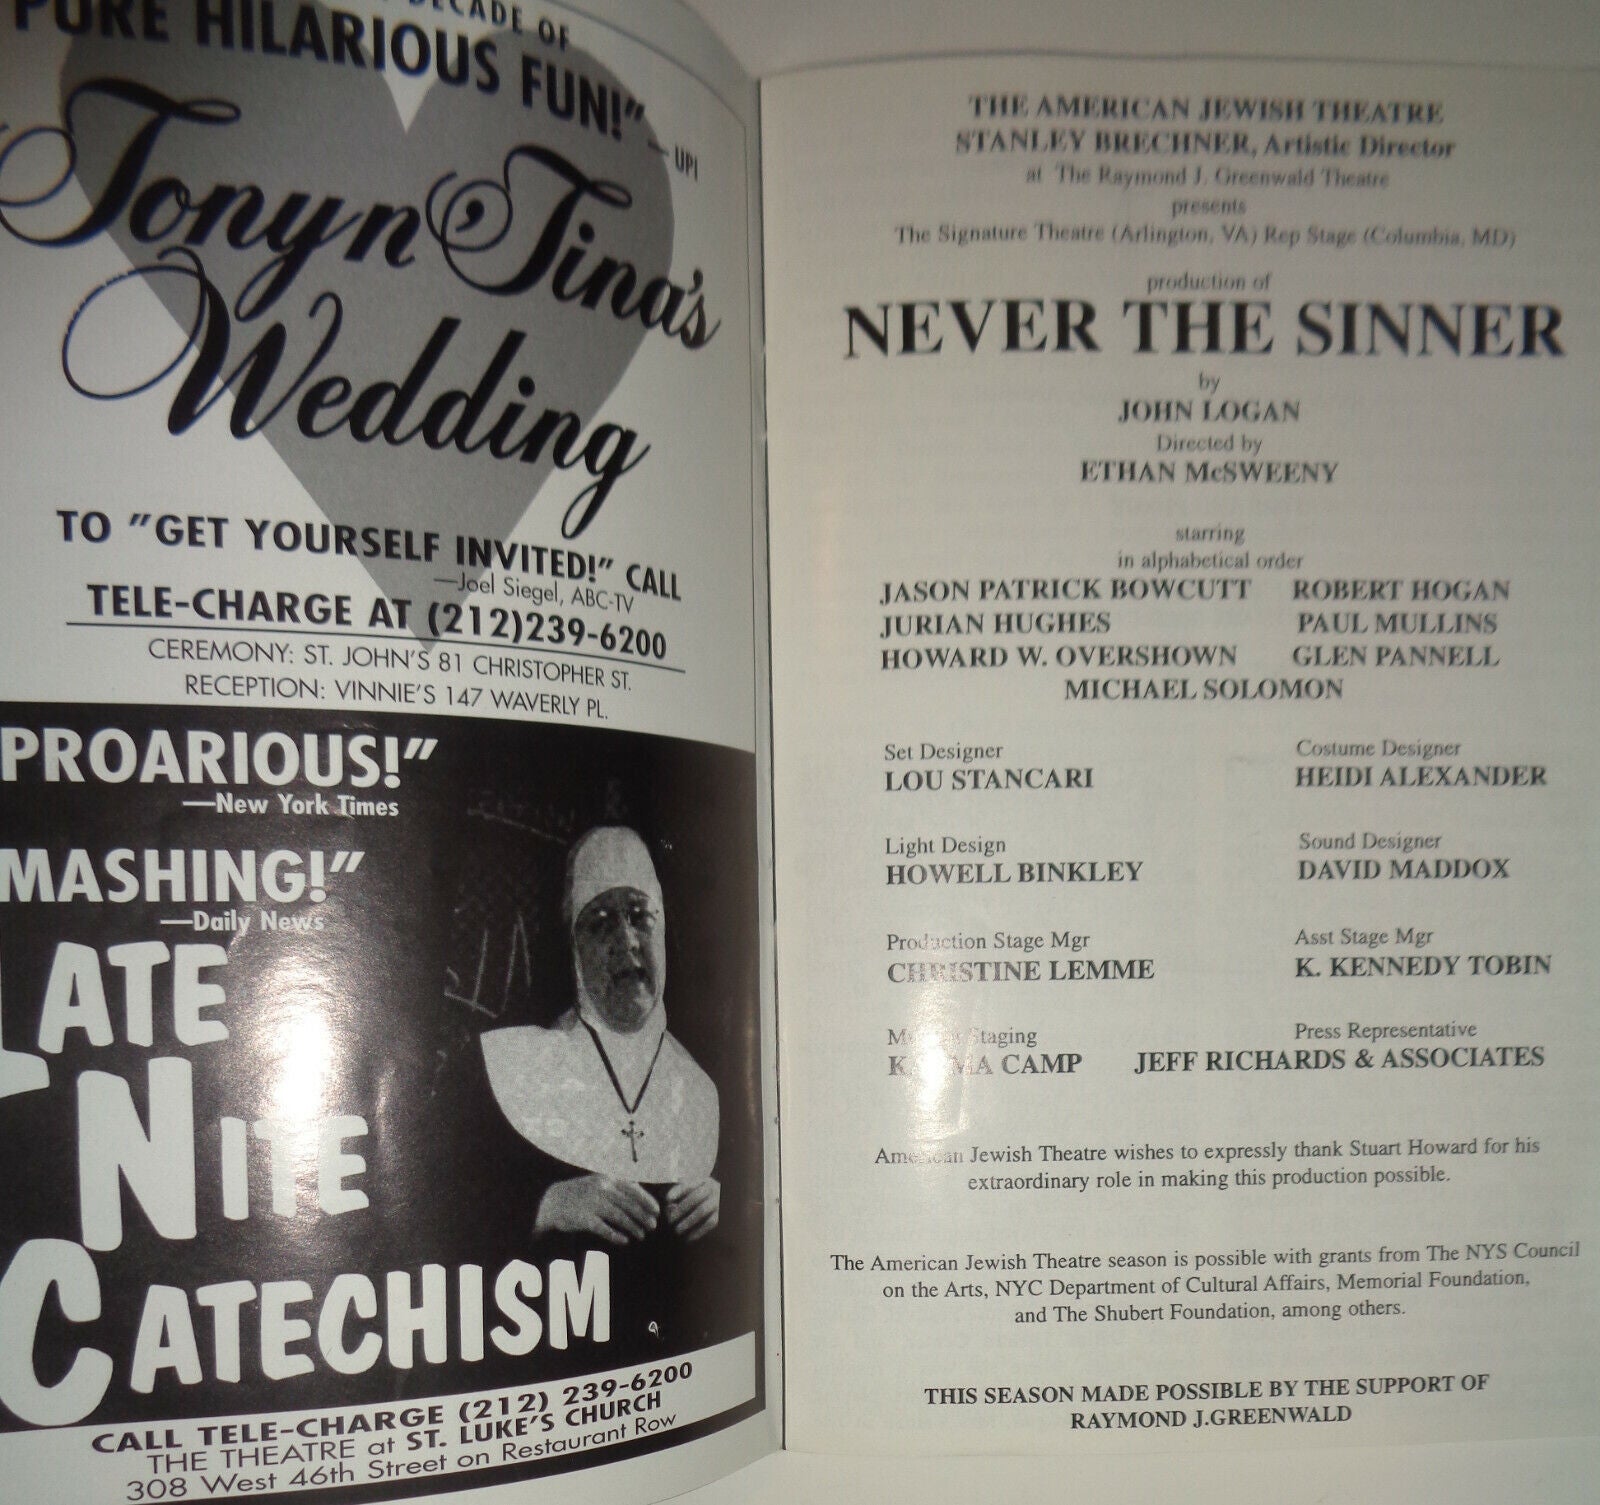 DECADE OF
PURE HILARIOUS FUN!"
— UPI
Tony n' Tina's
Wedding
TO "GET YOURSELF INVITED!" CALL
—Joel Siegel, ABC-TV
TELE-CHARGE AT (212)239-6200
CEREMONY: ST. JOHN'S 81 CHRISTOPHER ST.
RECEPTION: VINNIE'S 147 WAVERLY PL.
PROARIOUS!"
—New York Times
MASHING!"
—Daily News
LATE
NITE
CATECHISM
CALL TELE-CHARGE (212) 239-6200
THE THEATRE at ST. LUKE'S CHURCH
308 West 46th Street on Restaurant Row
THE AMERICAN JEWISH THEATRE
STANLEY BRECHNER, Artistic Director
at The Raymond J. Greenwald Theatre
presents
The Signature Theatre (Arlington, VA) Rep Stage (Columbia, MD)
production of
NEVER THE SINNER
by
JOHN LOGAN
Directed by
ETHAN McSWEENY
starring
in alphabetical order
JASON PATRICK BOWCUTT ROBERT HOGAN
JURIAN HUGHES PAUL MULLINS
HOWARD W. OVERSHOWN GLEN PANNELL
MICHAEL SOLOMON
Set Designer Costume Designer
LOU STANCARI HEIDI ALEXANDER
Light Design Sound Designer
HOWELL BINKLEY DAVID MADDOX
Production Stage Mgr Asst Stage Mgr
CHRISTINE LEMME K. KENNEDY TOBIN
Staging Press Representative
CAMP JEFF RICHARDS & ASSOCIATES
American Jewish Theatre wishes to expressly thank Stuart Howard for his
extraordinary role in making this production possible.
The American Jewish Theatre season is possible with grants from The NYS Council
on the Arts, NYC Department of Cultural Affairs, Memorial Foundation,
and The Shubert Foundation, among others.
THIS SEASON MADE POSSIBLE BY THE SUPPORT OF
RAYMOND J.GREENWALD